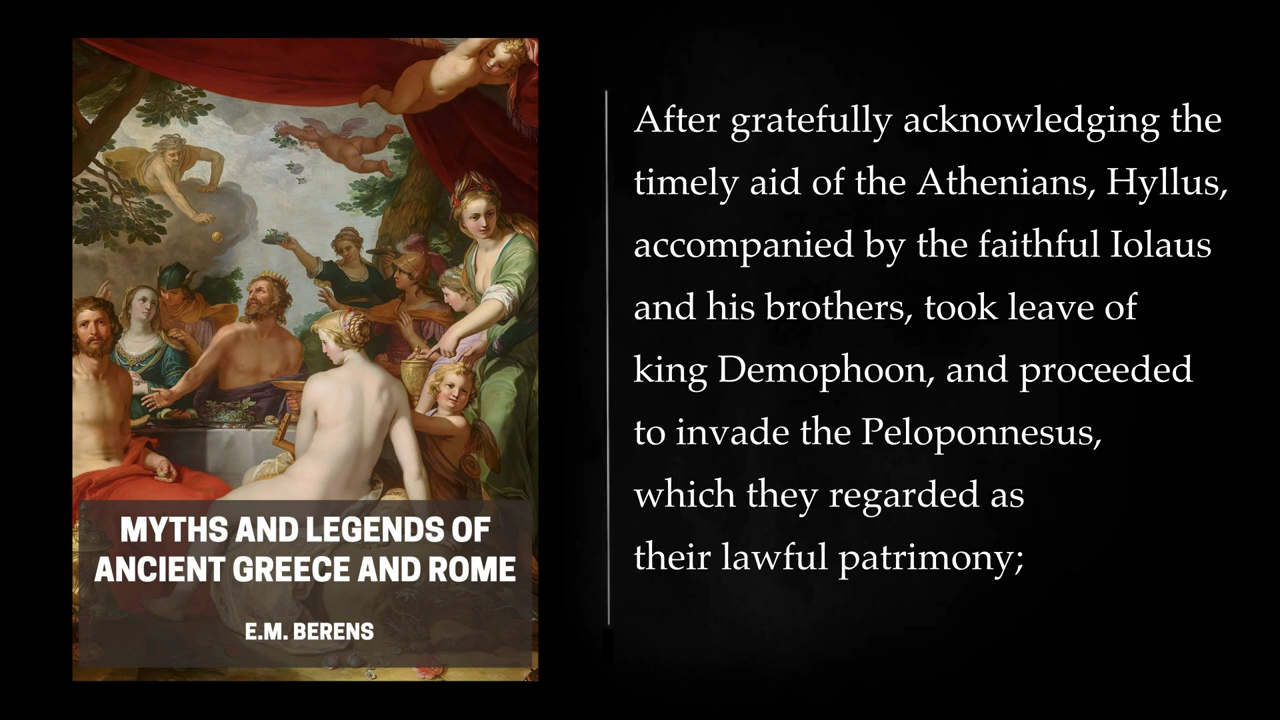 MYTHS AND LEGENDS OF
ANCIENT GREECE AND ROME
E.M. BERENS
After gratefully acknowledging the
timely aid of the Athenians, Hyllus,
accompanied by the faithful Iolaus
and his brothers, took leave of
king Demophoon, and proceeded
to invade the Peloponnesus,
which they regarded as
their lawful patrimony;